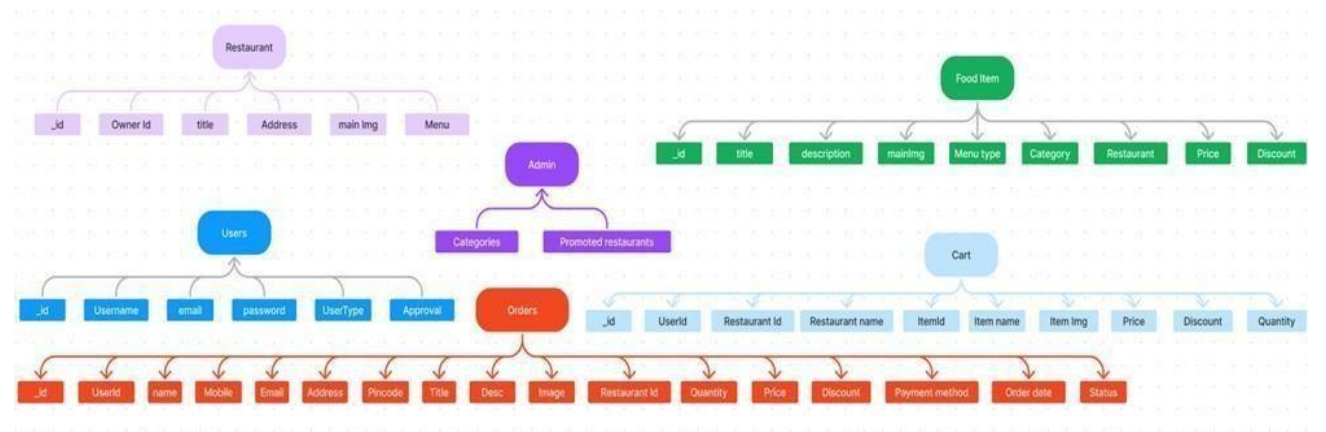 Restaurant
_id Owner Id title Address main Img Menu
Food Item
_id title description mainImg Menu type Category Restaurant Price Discount
Admin
Categories Promoted restaurants
Users
_id Username email password UserType Approval
Cart
_id UserId Restaurant Id Restaurant name ItemId Item name Item Img Price Discount Quantity
Orders
_id UserId name Mobile Email Address Pincode Title Desc Image Restaurant Id Quantity Price Discount Payment method Order date Status